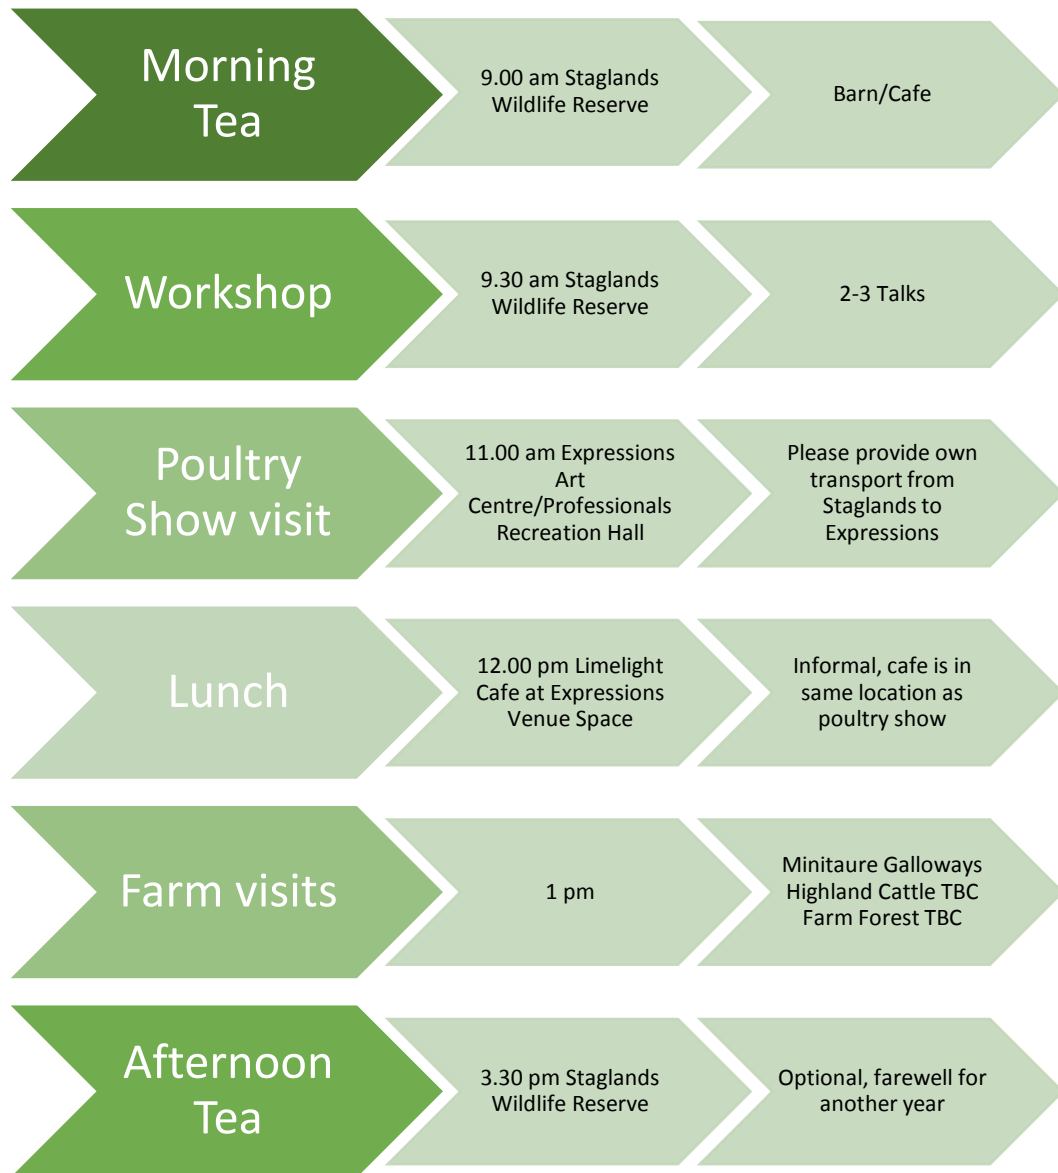 Morning
Tea
9.00 am Staglands
Wildlife Reserve
Barn/Cafe
Workshop
9.30 am Staglands
Wildlife Reserve
2-3 Talks
Poultry
Show visit
11.00 am Expressions
Art
Centre/Professionals
Recreation Hall
Please provide own
transport from
Staglands to
Expressions
Lunch
12.00 pm Limelight
Cafe at Expressions
Venue Space
Informal, cafe is in
same location as
poultry show
Farm visits
1 pm
Minitaure Galloways
Highland Cattle TBC
Farm Forest TBC
Afternoon
Tea
3.30 pm Staglands
Wildlife Reserve
Optional, farewell for
another year